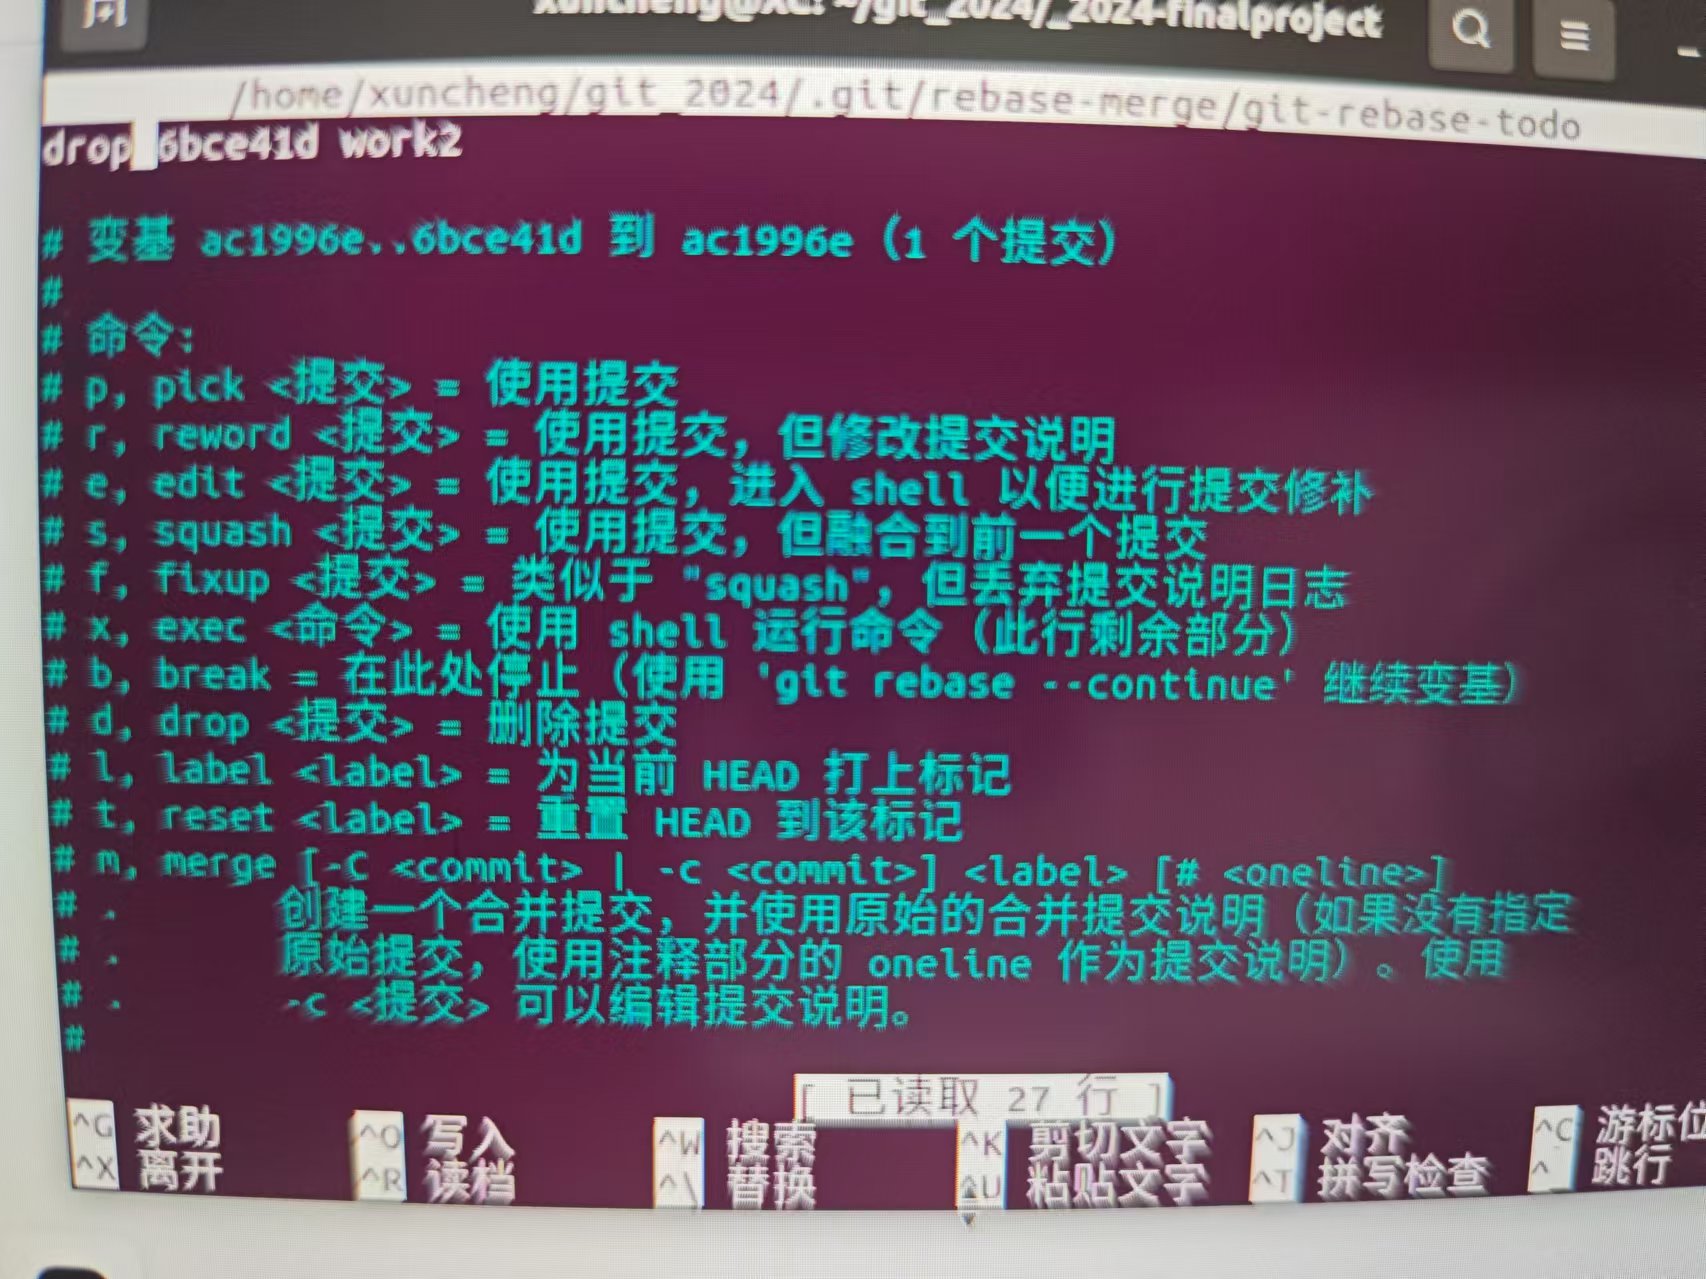 xuncheng@xc: ~/git_2024/_2024-finalproject
/home/xuncheng/git_2024/.git/rebase-merge/git-rebase-todo
drop 6bce41d work2
# 变基 ac1996e..6bce41d 到 ac1996e（1 个提交）
#
# 命令:
# p, pick <提交> = 使用提交
# r, reword <提交> = 使用提交，但修改提交说明
# e, edit <提交> = 使用提交，进入 shell 以便进行提交修补
# s, squash <提交> = 使用提交，但融合到前一个提交
# f, fixup <提交> = 类似于 "squash"，但丢弃提交说明日志
# x, exec <命令> = 使用 shell 运行命令（此行剩余部分）
# b, break = 在此处停止（使用 'git rebase --continue' 继续变基）
# d, drop <提交> = 删除提交
# l, label <label> = 为当前 HEAD 打上标记
# t, reset <label> = 重置 HEAD 到该标记
# m, merge [-C <commit> | -c <commit>] <label> [# <oneline>]
# . 创建一个合并提交，并使用原始的合并提交说明（如果没有指定
# . 原始提交，使用注释部分的 oneline 作为提交说明）。使用
# . -c <提交> 可以编辑提交说明。
#
[ 已读取 27 行 ]
^G 求助 ^O 写入 ^W 搜索 ^K 剪切文字 ^J 对齐 ^C 游标位
^X 离开 ^R 读档 ^\ 替换 ^U 粘贴文字 ^T 拼写检查 ^_ 跳行